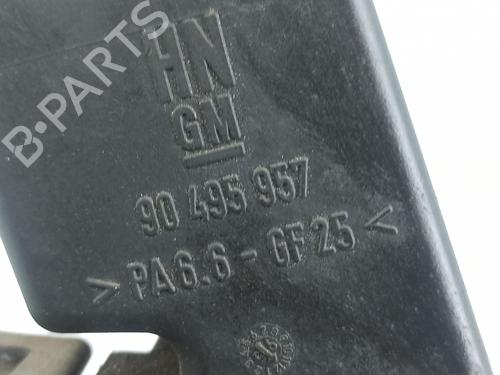 B-PARTS
HN
GM
90 495 957
> PA6.6 - GF25 <